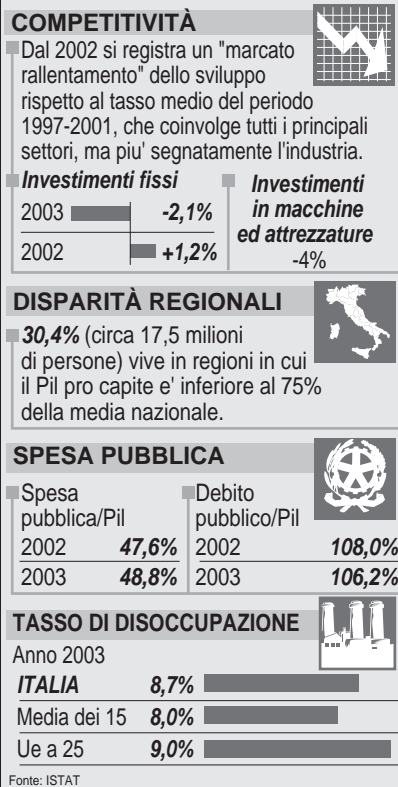 COMPETITIVITÀ
Dal 2002 si registra un "marcato
rallentamento" dello sviluppo
rispetto al tasso medio del periodo
1997-2001, che coinvolge tutti i principali
settori, ma piu' segnatamente l'industria.
Investimenti fissi
2003 -2,1%
2002 +1,2%
Investimenti
in macchine
ed attrezzature
-4%
DISPARITÀ REGIONALI
30,4% (circa 17,5 milioni
di persone) vive in regioni in cui
il Pil pro capite e' inferiore al 75%
della media nazionale.
SPESA PUBBLICA
Spesa
pubblica/Pil
2002 47,6%
2003 48,8%
Debito
pubblico/Pil
2002 108,0%
2003 106,2%
TASSO DI DISOCCUPAZIONE
Anno 2003
ITALIA 8,7%
Media dei 15 8,0%
Ue a 25 9,0%
Fonte: ISTAT